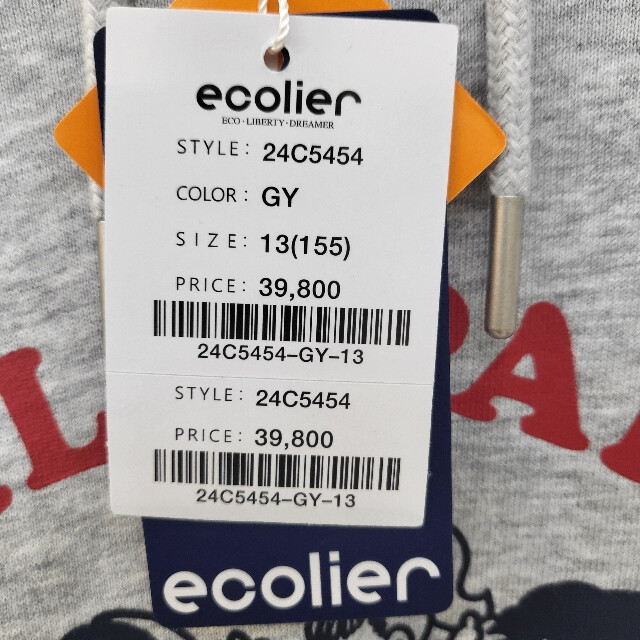 ecolier
ECO · LIBERTY · DREAMER
STYLE: 24C5454
COLOR: GY
SIZE: 13(155)
PRICE: 39,800
24C5454-GY-13
STYLE: 24C5454
PRICE: 39,800
24C5454-GY-13
ecolier